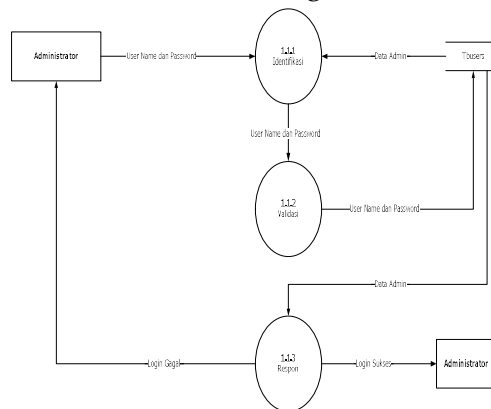 Administrator
User Name dan Password
1.1.1
Identifikasi
Data Admin
Tbusers
User Name dan Password
1.1.2
Validasi
User Name dan Password
Data Admin
1.1.3
Respon
Login Gagal
Login Sukses
Administrator